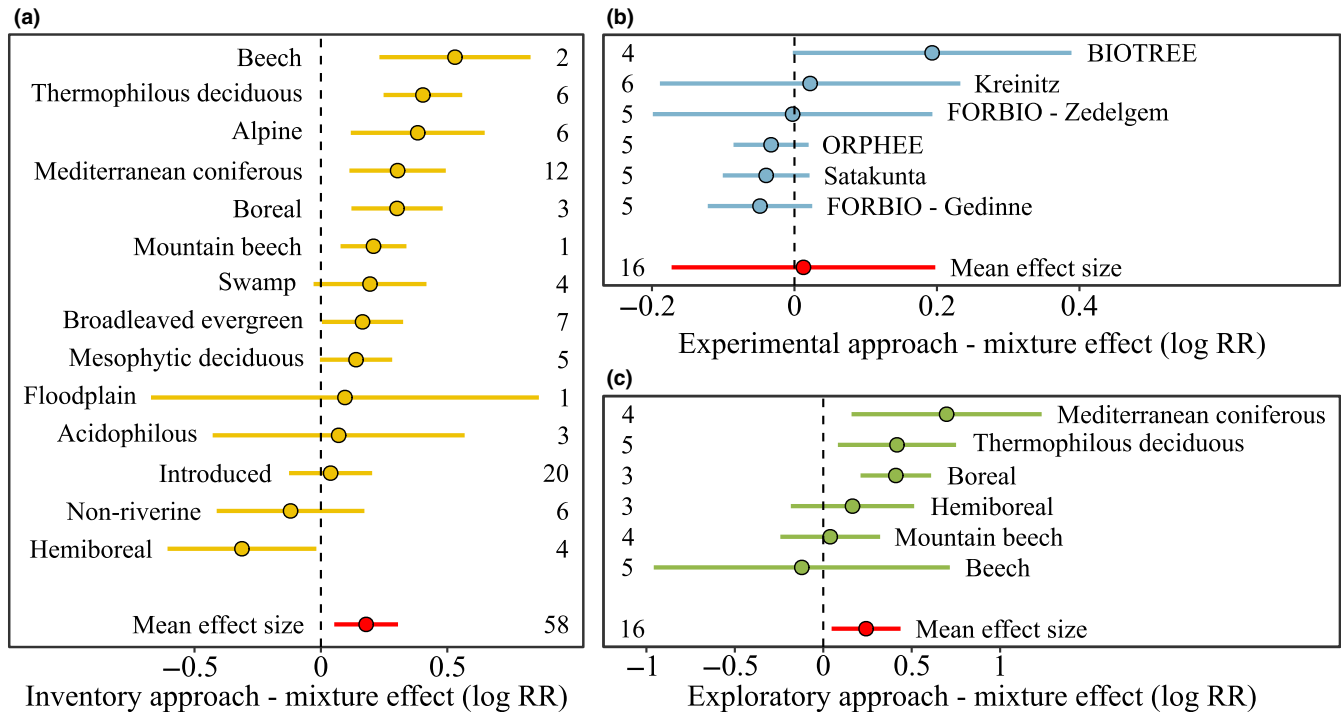 (a)
Beech 2
Thermophilous deciduous 6
Alpine 6
Mediterranean coniferous 12
Boreal 3
Mountain beech 1
Swamp 4
Broadleaved evergreen 7
Mesophytic deciduous 5
Floodplain 1
Acidophilous 3
Introduced 20
Non-riverine 6
Hemiboreal 4
Mean effect size 58
−0.5 0 0.5
Inventory approach - mixture effect (log RR)
(b)
4 BIOTREE
6 Kreinitz
5 FORBIO - Zedelgem
5 ORPHEE
5 Satakunta
5 FORBIO - Gedinne
16 Mean effect size
−0.2 0 0.2 0.4
Experimental approach - mixture effect (log RR)
(c)
4 Mediterranean coniferous
5 Thermophilous deciduous
3 Boreal
3 Hemiboreal
4 Mountain beech
5 Beech
16 Mean effect size
−1 −0.5 0 0.5 1
Exploratory approach - mixture effect (log RR)